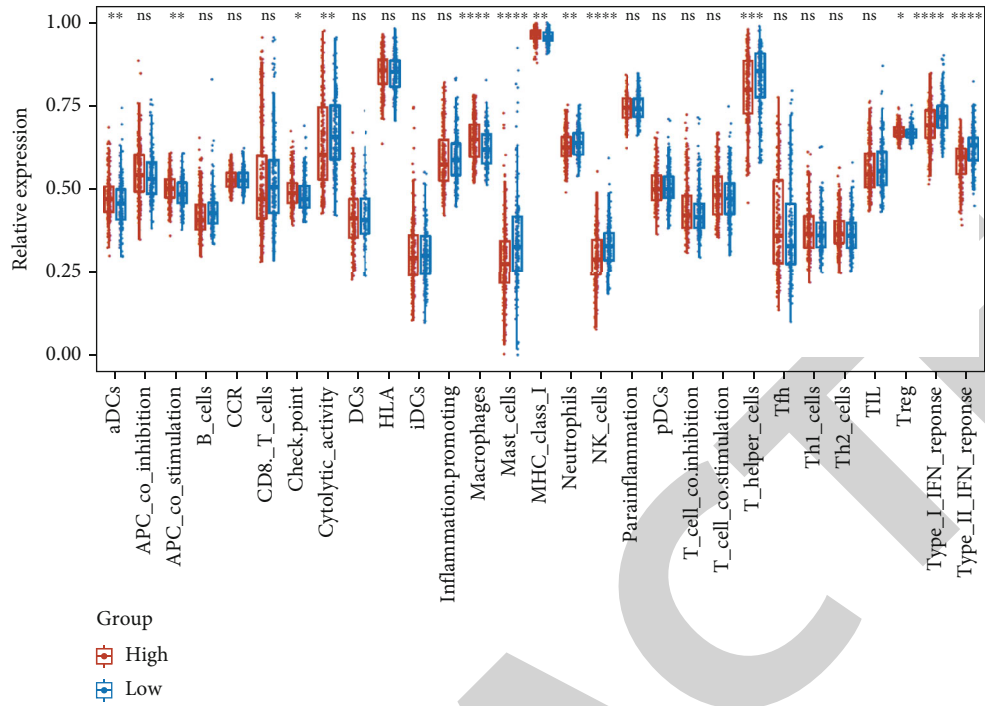 ** ns ** ns ns ns * ** ns ns ns ns **** **** ** ** **** ns ns ns ns *** ns ns ns ns * **** ****
Relative expression
1.00
0.75
0.50
0.25
0.00
aDCs
APC_co_inhibition
APC_co_stimulation
B_cells
CCR
CD8._T_cells
Check.point
Cytolytic_activity
DCs
HLA
iDCs
Inflammation.promoting
Macrophages
Mast_cells
MHC_class_I
Neutrophils
NK_cells
Parainflammation
pDCs
T_cell_co.inhibition
T_cell_co.stimulation
T_helper_cells
Tfh
Th1_cells
Th2_cells
TIL
Treg
Type_I_IFN_reponse
Type_II_IFN_reponse
Group
High
Low